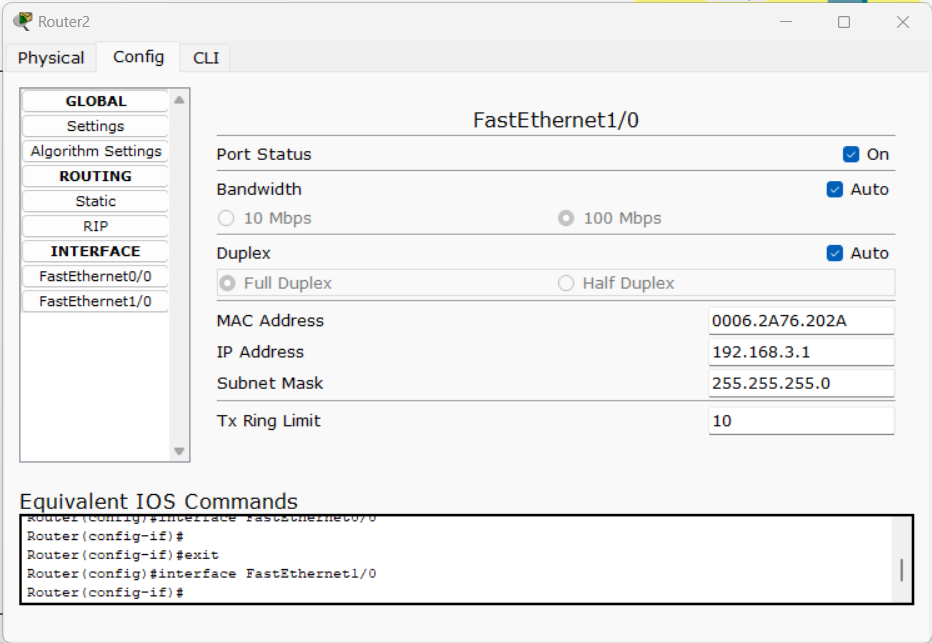 Router2
Physical Config CLI
GLOBAL
Settings
Algorithm Settings
ROUTING
Static
RIP
INTERFACE
FastEthernet0/0
FastEthernet1/0
FastEthernet1/0
Port Status On
Bandwidth Auto
10 Mbps 100 Mbps
Duplex Auto
Full Duplex Half Duplex
MAC Address 0006.2A76.202A
IP Address 192.168.3.1
Subnet Mask 255.255.255.0
Tx Ring Limit 10
Equivalent IOS Commands
Router(config)#interface FastEthernet0/0
Router(config-if)#
Router(config-if)#exit
Router(config)#interface FastEthernet1/0
Router(config-if)#